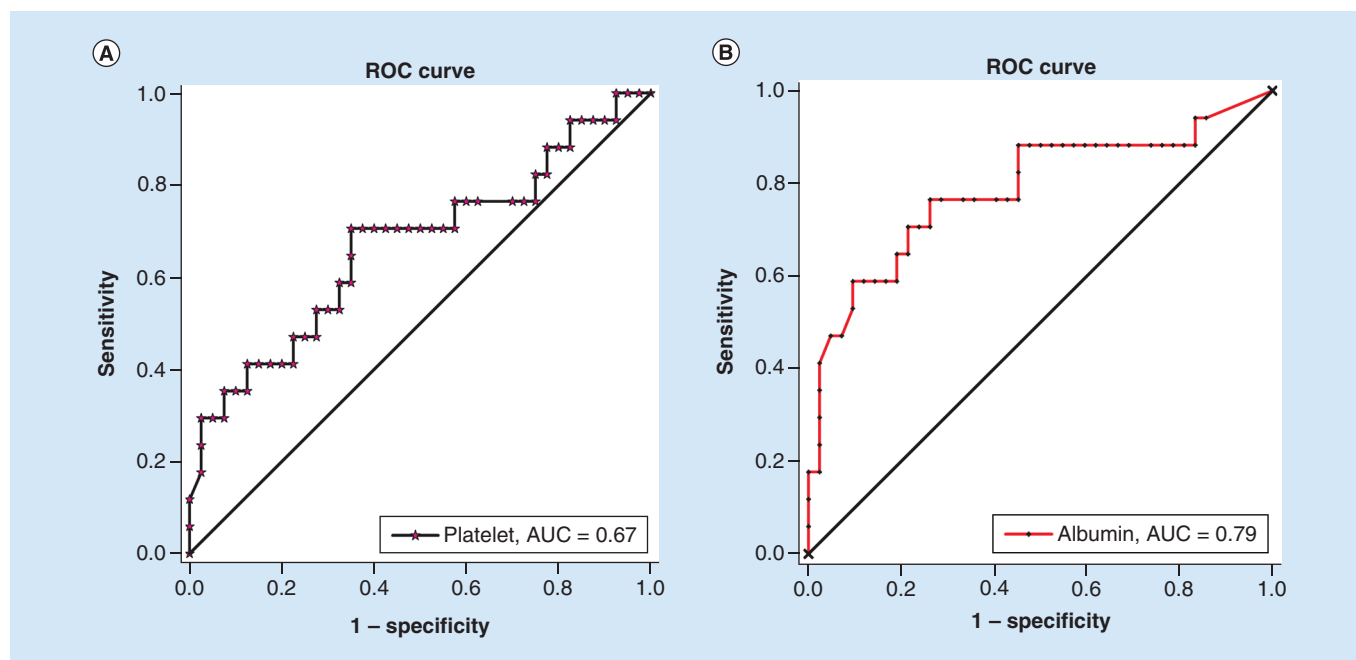 A
ROC curve
1.0
0.8
0.6
0.4
0.2
0.0
Sensitivity
Platelet, AUC = 0.67
0.0 0.2 0.4 0.6 0.8 1.0
1 – specificity
B
ROC curve
1.0
0.8
0.6
0.4
0.2
0.0
Sensitivity
Albumin, AUC = 0.79
0.0 0.2 0.4 0.6 0.8 1.0
1 – specificity